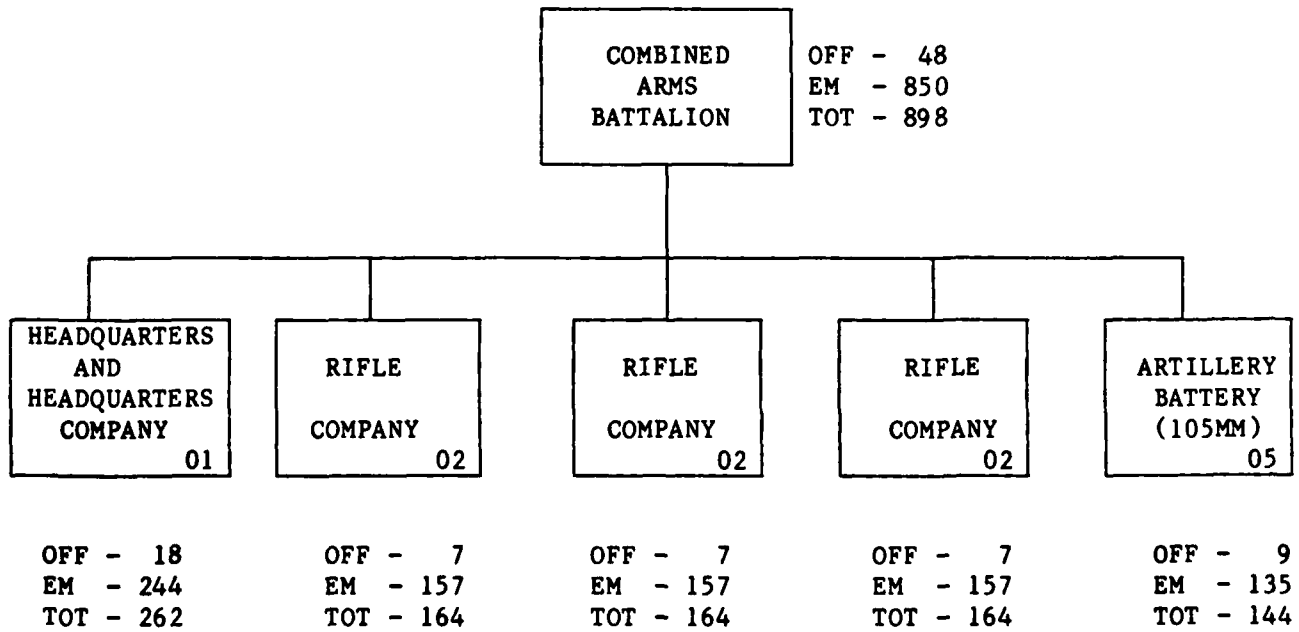 COMBINED
ARMS
BATTALION
OFF - 48
EM - 850
TOT - 898
HEADQUARTERS
AND
HEADQUARTERS
COMPANY
01
RIFLE
COMPANY
02
RIFLE
COMPANY
02
RIFLE
COMPANY
02
ARTILLERY
BATTERY
(105MM)
05
OFF - 18
EM - 244
TOT - 262
OFF - 7
EM - 157
TOT - 164
OFF - 7
EM - 157
TOT - 164
OFF - 7
EM - 157
TOT - 164
OFF - 9
EM - 135
TOT - 144